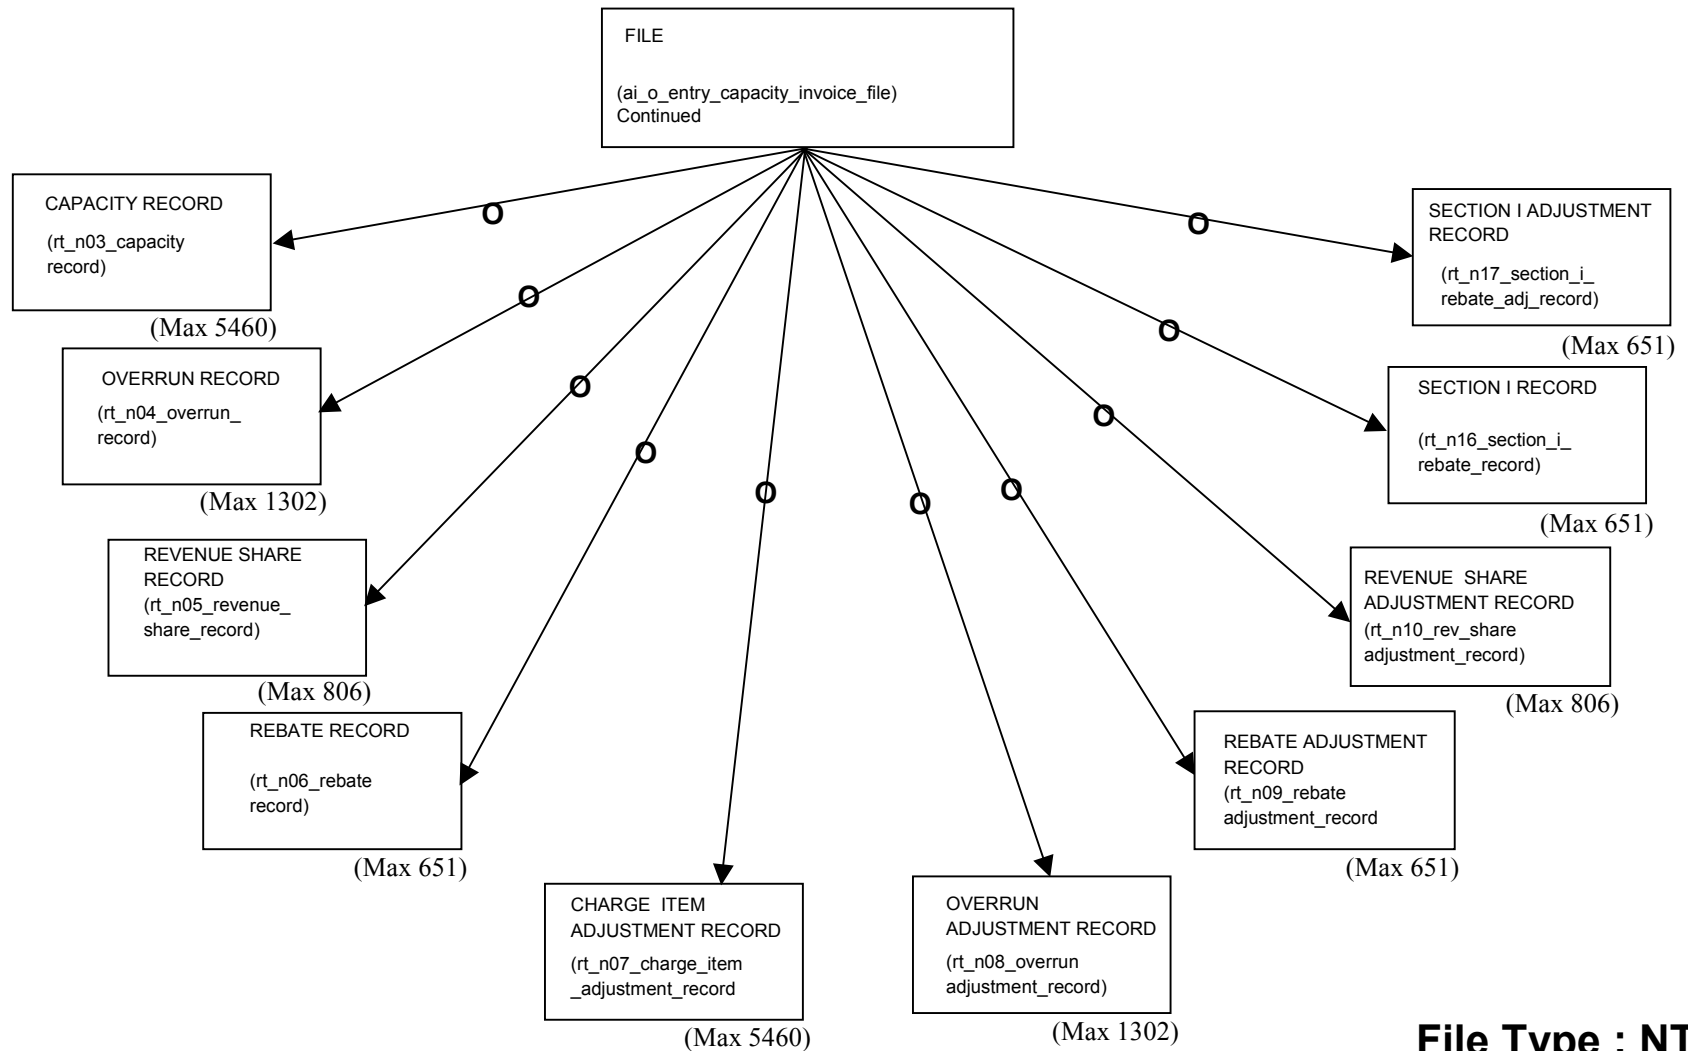 FILE
(ai_o_entry_capacity_invoice_file)
Continued
CAPACITY RECORD
(rt_n03_capacity
record)
(Max 5460)
O
OVERRUN RECORD
(rt_n04_overrun_
record)
(Max 1302)
O
REVENUE SHARE
RECORD
(rt_n05_revenue_
share_record)
(Max 806)
O
REBATE RECORD
(rt_n06_rebate
record)
(Max 651)
O
CHARGE ITEM
ADJUSTMENT RECORD
(rt_n07_charge_item
_adjustment_record
(Max 5460)
O
OVERRUN
ADJUSTMENT RECORD
(rt_n08_overrun
adjustment_record)
(Max 1302)
O
REBATE ADJUSTMENT
RECORD
(rt_n09_rebate
adjustment_record
(Max 651)
O
REVENUE SHARE
ADJUSTMENT RECORD
(rt_n10_rev_share
adjustment_record)
(Max 806)
O
SECTION I RECORD
(rt_n16_section_i_
rebate_record)
(Max 651)
O
SECTION I ADJUSTMENT
RECORD
(rt_n17_section_i_
rebate_adj_record)
(Max 651)
O
File Type : NT